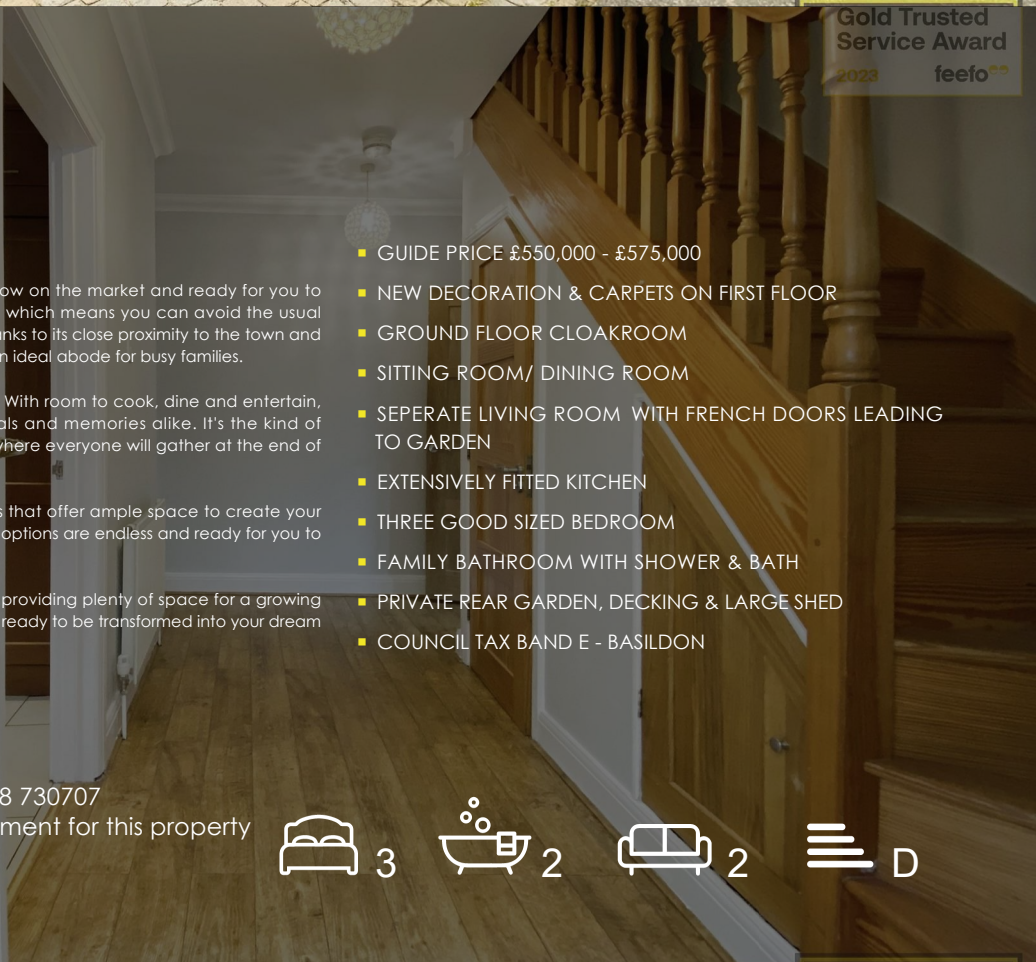 Gold Trusted
Service Award
2023 feefo
ow on the market and ready for you to
which means you can avoid the usual
anks to its close proximity to the town and
n ideal abode for busy families.
With room to cook, dine and entertain,
als and memories alike. It's the kind of
where everyone will gather at the end of
s that offer ample space to create your
options are endless and ready for you to
providing plenty of space for a growing
ready to be transformed into your dream
▪ GUIDE PRICE £550,000 - £575,000
▪ NEW DECORATION & CARPETS ON FIRST FLOOR
▪ GROUND FLOOR CLOAKROOM
▪ SITTING ROOM/ DINING ROOM
▪ SEPERATE LIVING ROOM  WITH FRENCH DOORS LEADING
TO GARDEN
▪ EXTENSIVELY FITTED KITCHEN
▪ THREE GOOD SIZED BEDROOM
▪ FAMILY BATHROOM WITH SHOWER & BATH
▪ PRIVATE REAR GARDEN, DECKING & LARGE SHED
▪ COUNCIL TAX BAND E - BASILDON
8 730707
ment for this property
3 2 2 D